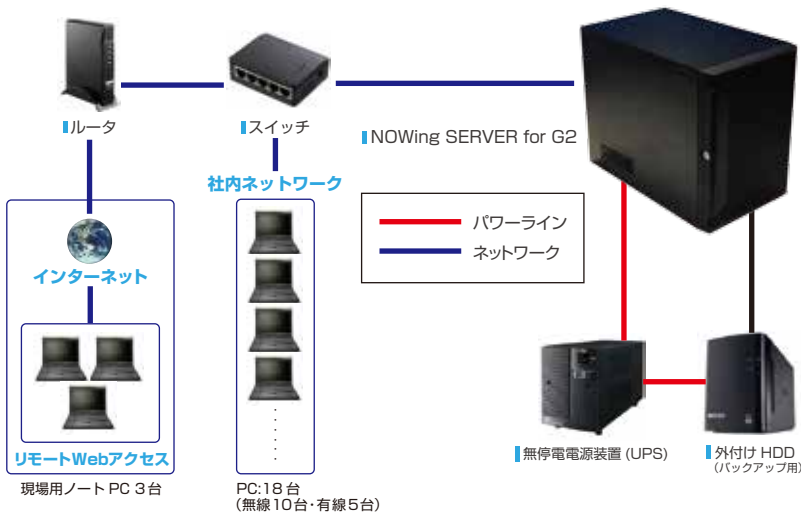 ルータ
スイッチ
NOWing SERVER for G2
社内ネットワーク
パワーライン
ネットワーク
インターネット
リモートWebアクセス
現場用ノート PC 3台
PC:18台
(無線10台・有線5台)
無停電電源装置 (UPS)
外付け HDD
(バックアップ用)